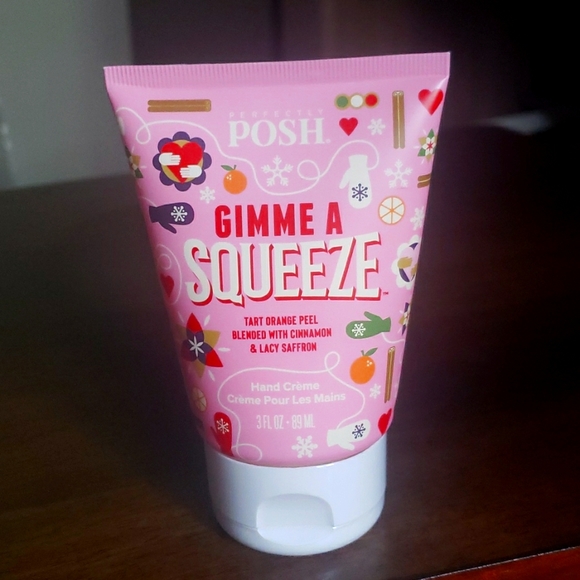 PERFECTLY
POSH®
GIMME A
SQUEEZE™
TART ORANGE PEEL
BLENDED WITH CINNAMON
& LACY SAFFRON
Hand Crème
Crème Pour Les Mains
3 FL OZ • 89 ML